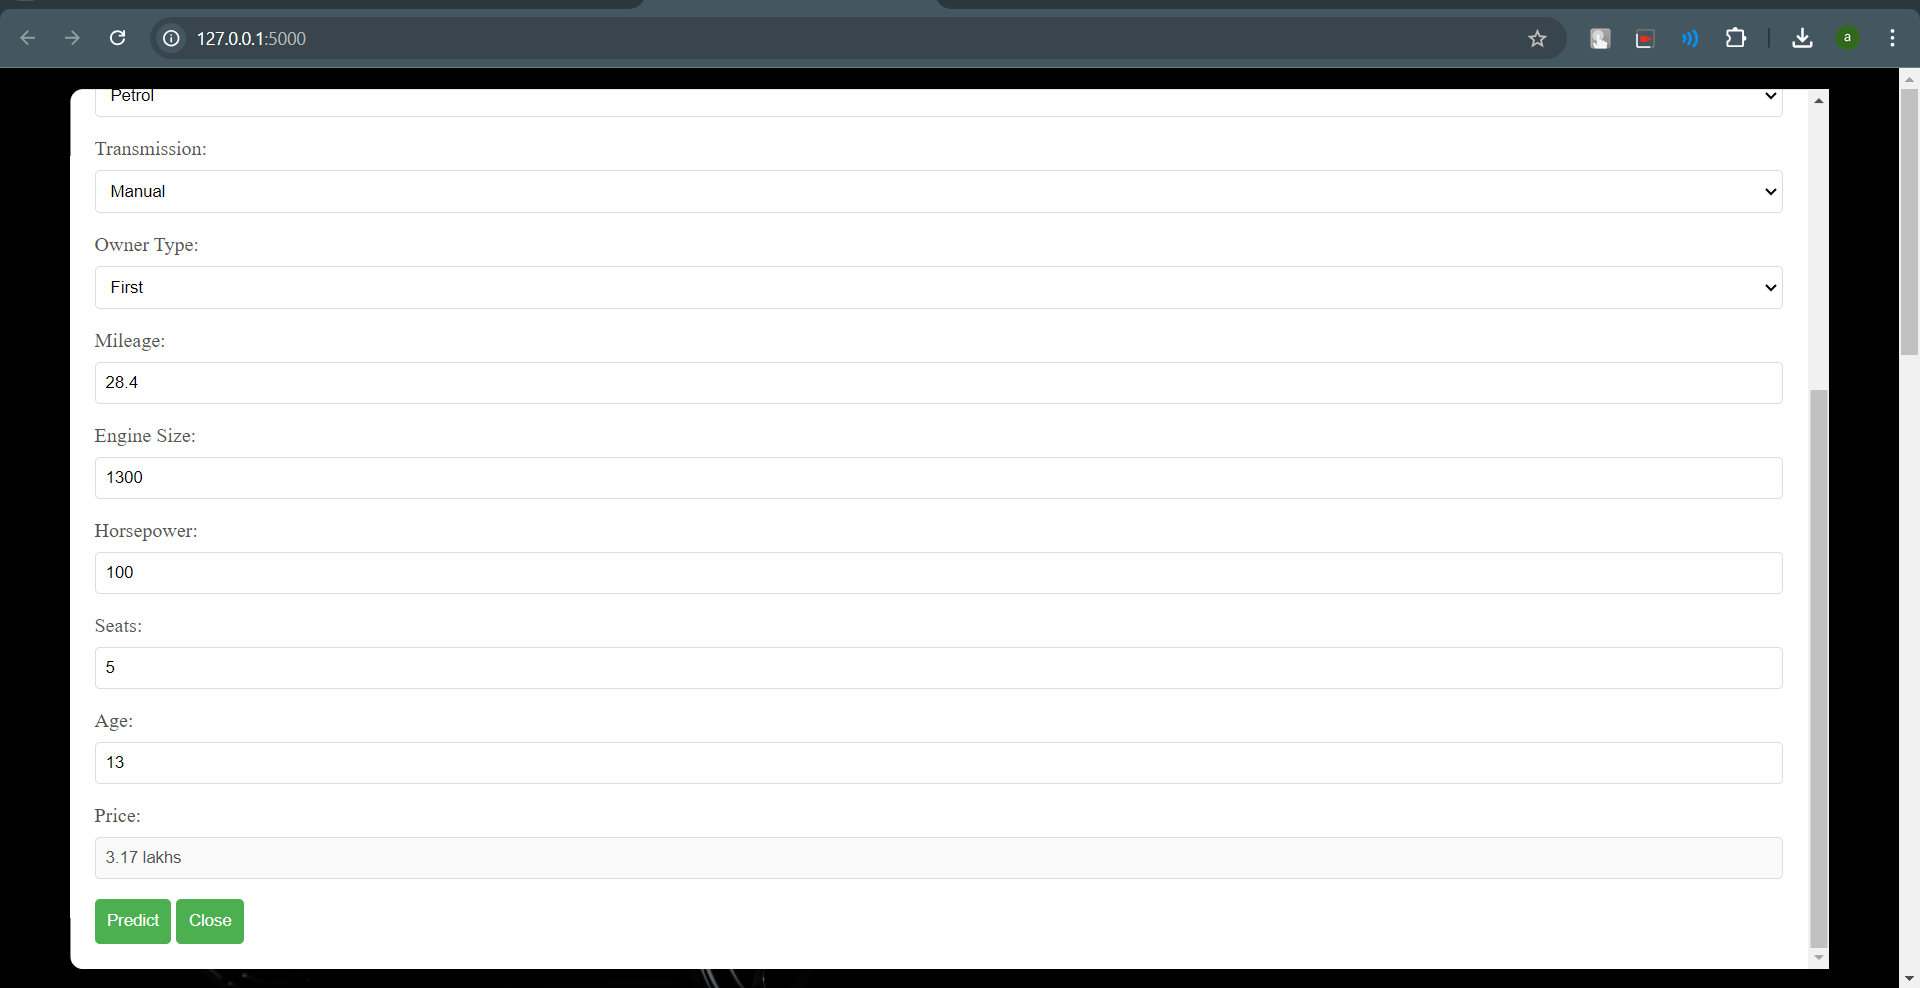 127.0.0.1:5000
a
Petrol
Transmission:
Manual
Owner Type:
First
Mileage:
28.4
Engine Size:
1300
Horsepower:
100
Seats:
5
Age:
13
Price:
3.17 lakhs
Predict Close